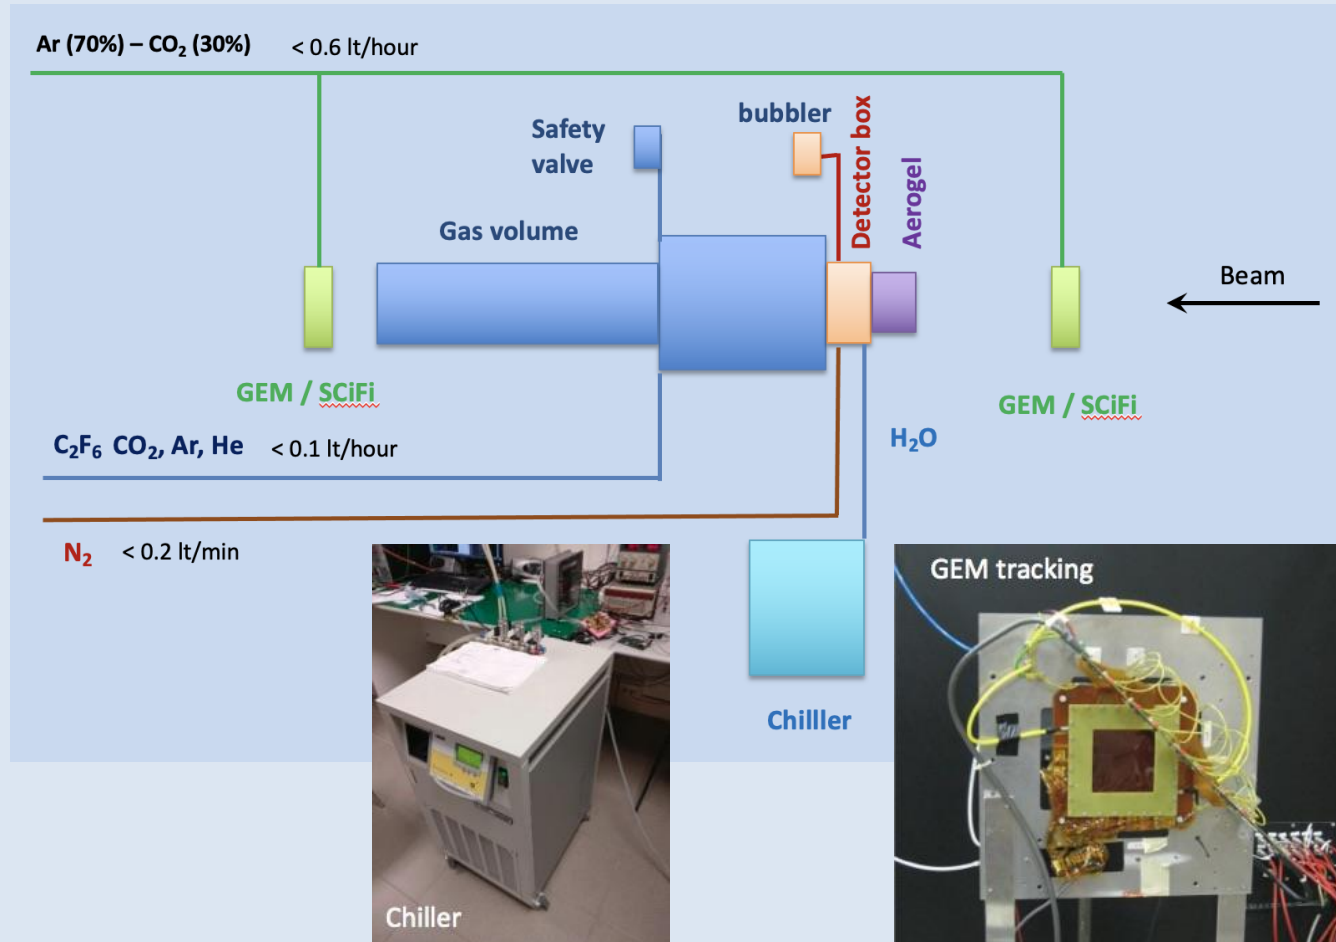 Ar (70%) – CO₂ (30%) < 0.6 lt/hour
bubbler
Safety
valve
Detector box
Aerogel
Gas volume
Beam
GEM / SCiFi
GEM / SCiFi
C₂F₆ CO₂, Ar, He < 0.1 lt/hour
H₂O
N₂ < 0.2 lt/min
GEM tracking
Chilller
Chiller